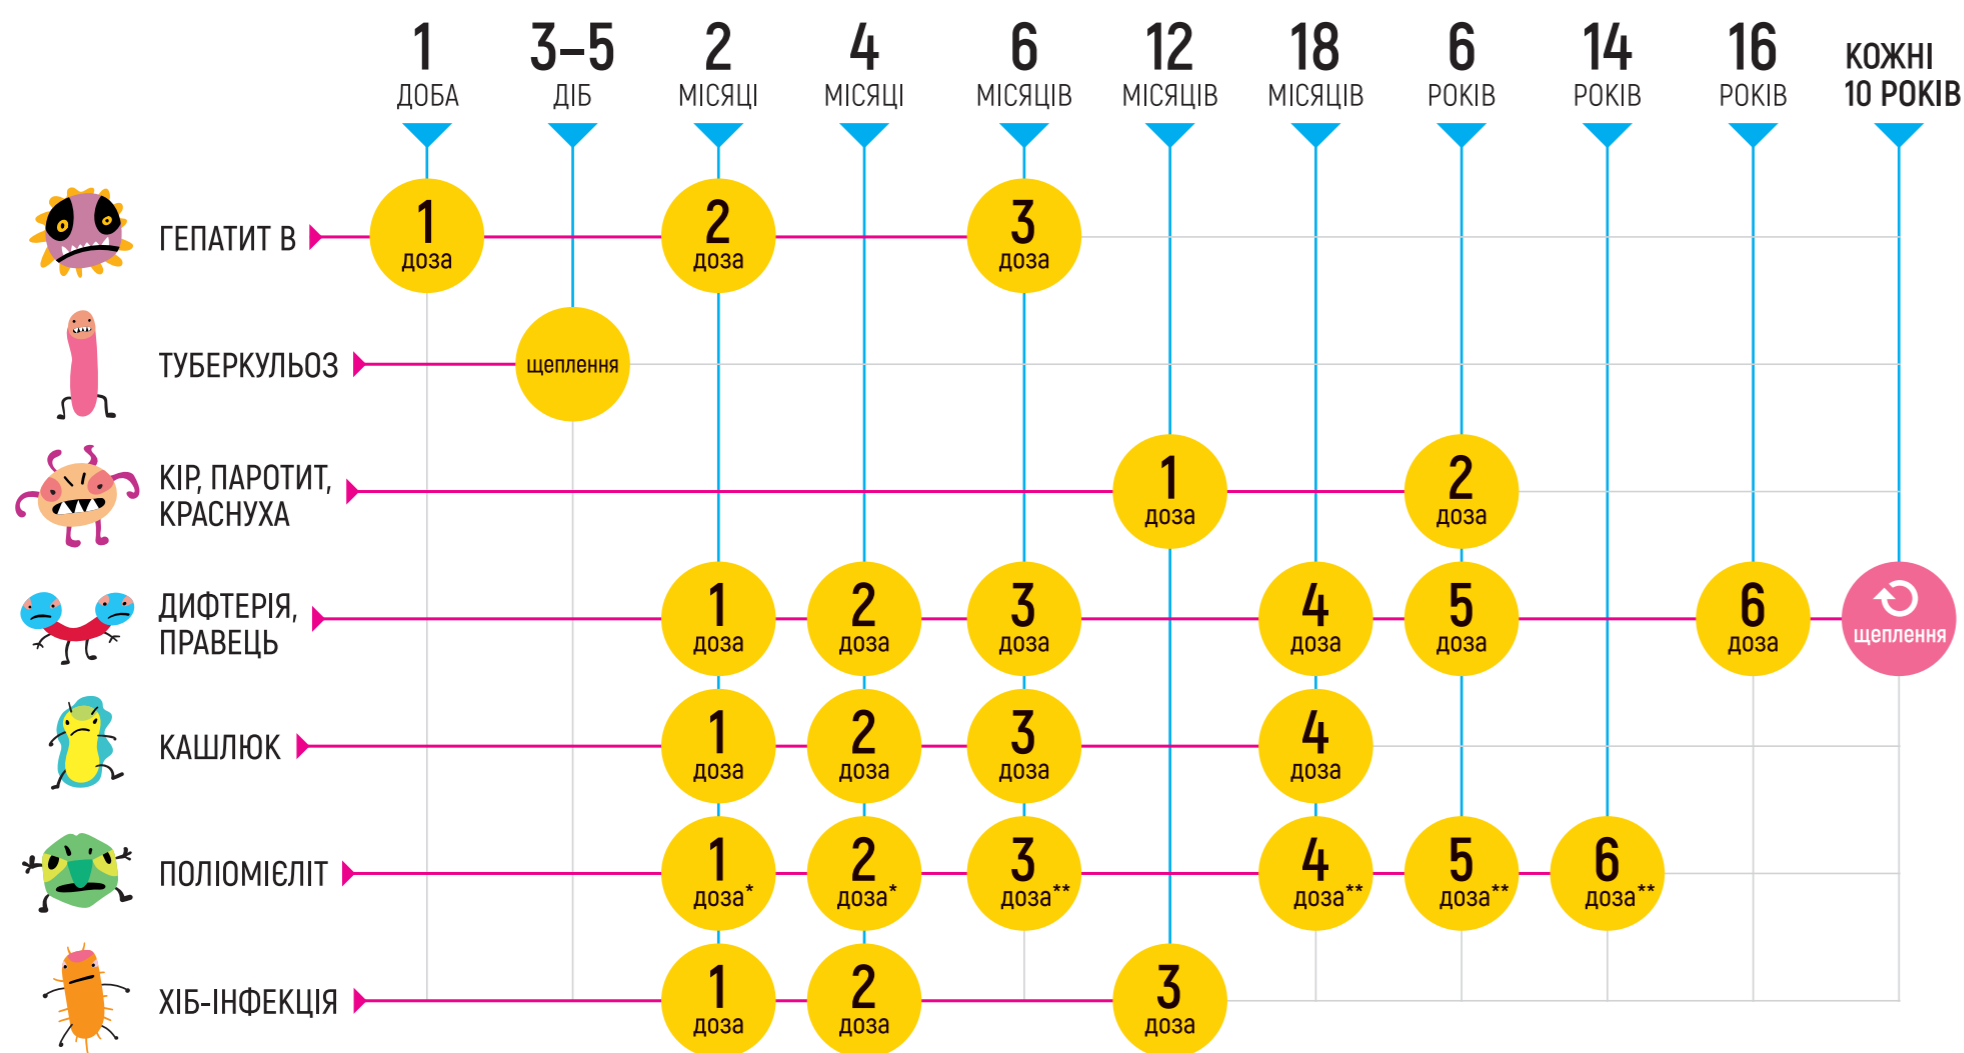 1
ДОБА
3–5
ДІБ
2
МІСЯЦІ
4
МІСЯЦІ
6
МІСЯЦІВ
12
МІСЯЦІВ
18
МІСЯЦІВ
6
РОКІВ
14
РОКІВ
16
РОКІВ
КОЖНІ
10 РОКІВ
ГЕПАТИТ В
1
доза
2
доза
3
доза
ТУБЕРКУЛЬОЗ
щеплення
КІР, ПАРОТИТ,
КРАСНУХА
1
доза
2
доза
ДИФТЕРІЯ,
ПРАВЕЦЬ
1
доза
2
доза
3
доза
4
доза
5
доза
6
доза
щеплення
КАШЛЮК
1
доза
2
доза
3
доза
4
доза
ПОЛІОМІЄЛІТ
1
доза*
2
доза*
3
доза**
4
доза**
5
доза**
6
доза**
ХІБ-ІНФЕКЦІЯ
1
доза
2
доза
3
доза